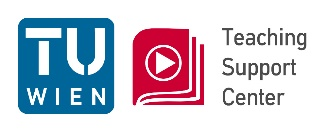 TU
WIEN
Teaching
Support
Center